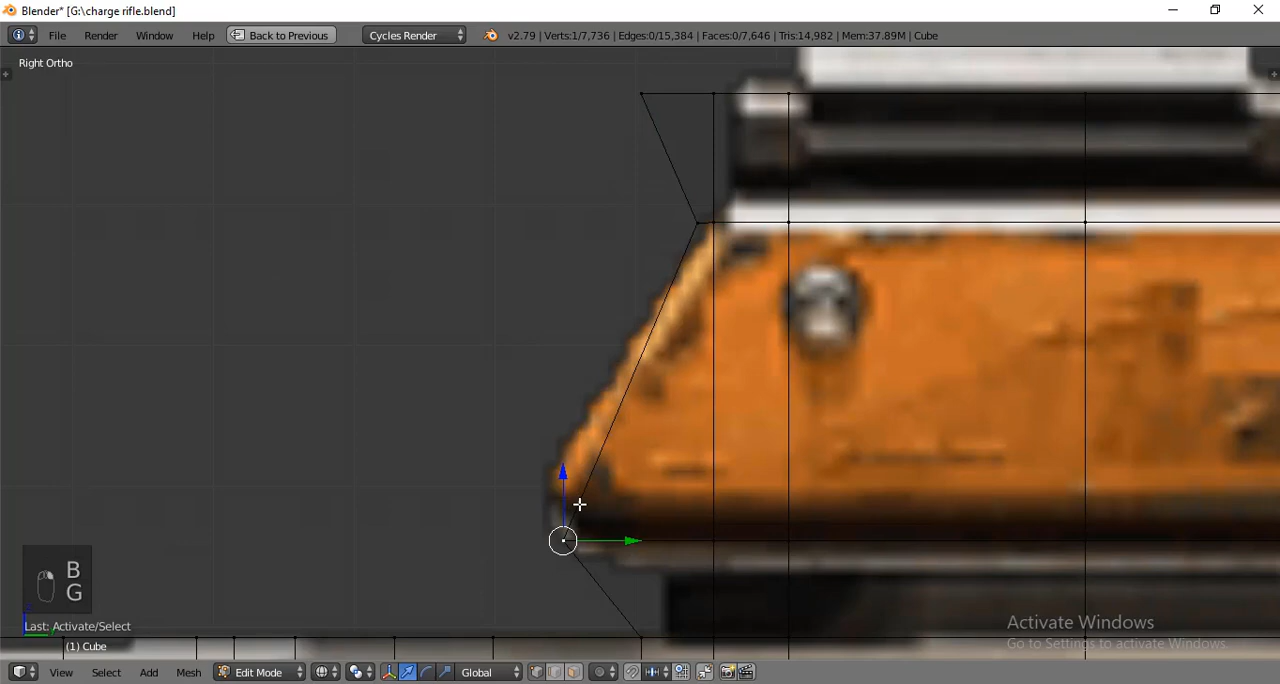 Blender* [G:\charge rifle.blend]
File Render Window Help Back to Previous Cycles Render v2.79 | Verts:1/7,736 | Edges:0/15,384 | Faces:0/7,646 | Tris:14,982 | Mem:37.89M | Cube
Right Ortho
B
G
Last: Activate/Select
(1) Cube
Activate Windows
Go to Settings to activate Windows.
View Select Add Mesh Edit Mode Global